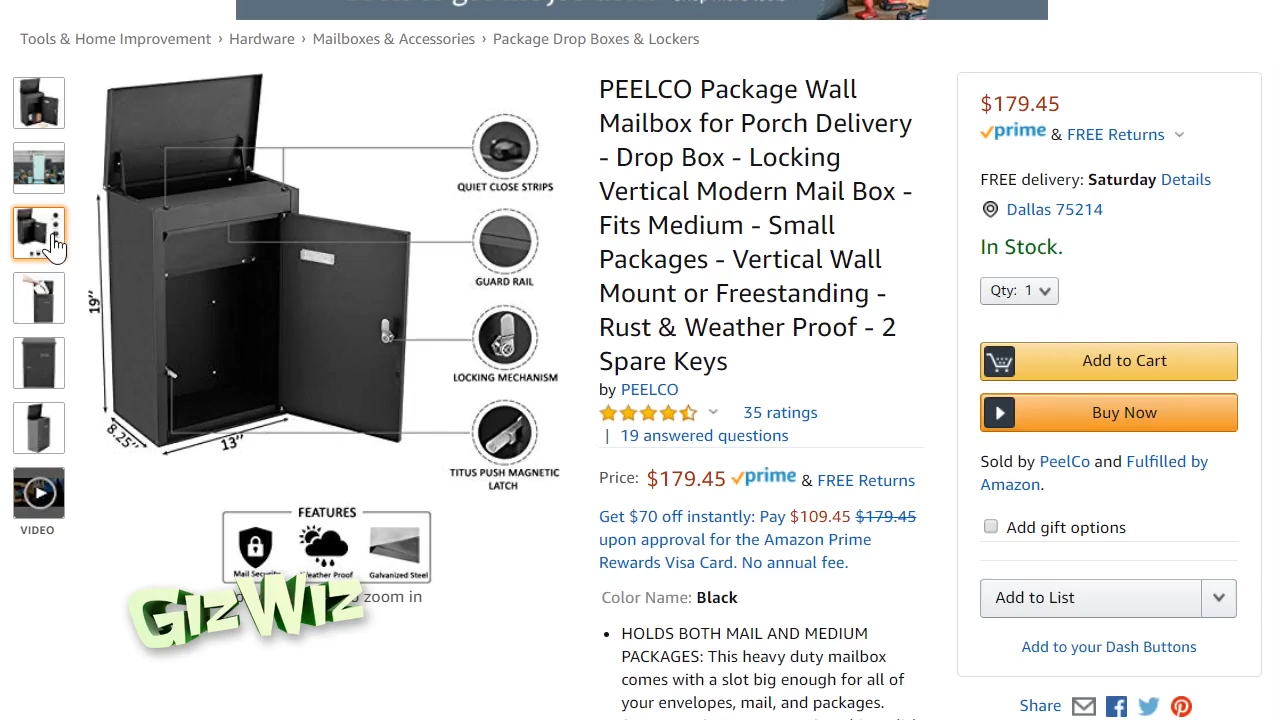 Tools & Home Improvement › Hardware › Mailboxes & Accessories › Package Drop Boxes & Lockers
QUIET CLOSE STRIPS
GUARD RAIL
LOCKING MECHANISM
TITUS PUSH MAGNETIC
LATCH
19"
8.25"
13"
FEATURES
Mail Security
Weather Proof
Galvanized Steel
zoom in
GizWiz
VIDEO
PEELCO Package Wall
Mailbox for Porch Delivery
- Drop Box - Locking
Vertical Modern Mail Box -
Fits Medium - Small
Packages - Vertical Wall
Mount or Freestanding -
Rust & Weather Proof - 2
Spare Keys
by PEELCO
35 ratings
| 19 answered questions
Price: $179.45 prime & FREE Returns
Get $70 off instantly: Pay $109.45 $179.45
upon approval for the Amazon Prime
Rewards Visa Card. No annual fee.
Color Name: Black
• HOLDS BOTH MAIL AND MEDIUM
PACKAGES: This heavy duty mailbox
comes with a slot big enough for all of
your envelopes, mail, and packages.
$179.45
prime & FREE Returns
FREE delivery: Saturday Details
Dallas 75214
In Stock.
Qty: 1
Add to Cart
Buy Now
Sold by PeelCo and Fulfilled by
Amazon.
Add gift options
Add to List
Add to your Dash Buttons
Share